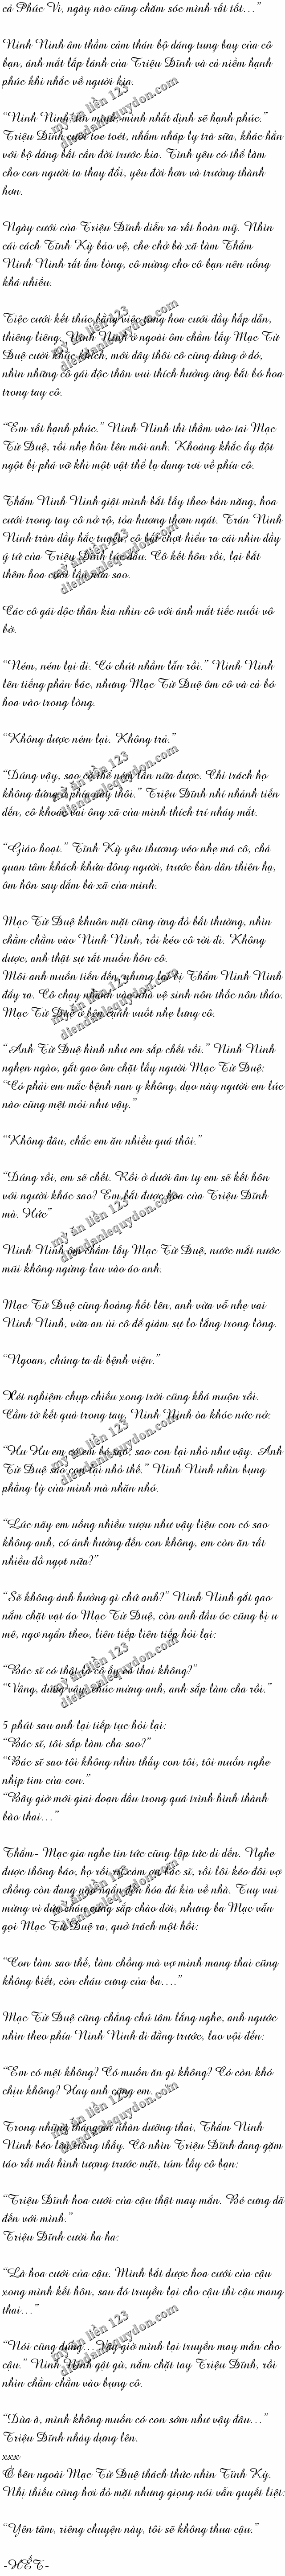 cả Phúc Vi, ngày nào cũng chăm sóc mình rất tốt…”
Ninh Ninh âm thầm cảm thán bộ dáng tung bay của cô
bạn, ánh mắt lấp lánh của Triệu Dĩnh và cả niềm hạnh
phúc khi nhắc về người kia.
“Ninh Ninh, mình nhất định sẽ hạnh phúc.”
Triệu Dĩnh cười toe toét, nhấm nháp ly trà sữa, khác hẳn
với bộ dáng bất cần đời trước kia. Tình yêu có thể làm
cho con người ta thay đổi, yêu đời hơn và trưởng thành
hơn.
Ngày cưới của Triệu Dĩnh diễn ra rất hoàn mỹ. Nhìn
cái cách Tĩnh Kỳ bảo vệ, che chở bà xã làm Thẩm
Ninh Ninh rất ấm lòng, cô mừng cho cô bạn nên uống
khá nhiều.
Tiệc cưới kết thúc bằng việc tung hoa cưới đầy hấp dẫn,
thiêng liêng. Ninh Ninh ở ngoài ôm chầm lấy Mạc Tử
Duệ cười khúc khích, mới đây thôi cô cũng đứng ở đó,
nhìn những cô gái độc thân vui thích hưởng ứng bắt bó hoa
trong tay cô.
“Em rất hạnh phúc.” Ninh Ninh thì thầm vào tai Mạc
Tử Duệ, rồi nhẹ hôn lên môi anh. Khoảng khắc ấy đột
ngột bị phá vỡ khi một vật thể lạ đang rơi về phía cô.
Thẩm Ninh Ninh giật mình bắt lấy theo bản năng, hoa
cưới trong tay cô nở rộ, tỏa hương thơm ngát. Trán Ninh
Ninh tràn đầy hắc tuyến, cô bất chợt hiểu ra cái nhìn đầy
ý tứ của Triệu Dĩnh lúc đầu. Cô kết hôn rồi, lại bắt
thêm hoa cưới lần nữa sao.
Các cô gái độc thân kia nhìn cô với ánh mắt tiếc nuối vô
bờ.
“Ném, ném lại đi. Có chút nhầm lẫn rồi.” Ninh Ninh
lên tiếng phản bác, nhưng Mạc Tử Duệ ôm cô và cả bó
hoa vào trong lòng.
“Không được ném lại. Không trả.”
“Đúng vậy, sao có thể ném lần nữa được. Chỉ trách họ
không đứng ở phía này thôi.” Triệu Dĩnh nhí nhảnh tiến
đến, cô khoác vai ông xã của mình thích trí nháy mắt.
“Giảo hoạt.” Tĩnh Kỳ yêu thương véo nhẹ má cô, chả
quan tâm khách khứa đông người, trước bàn dân thiên hạ,
ôm hôn say đắm bà xã của mình.
Mạc Tử Duệ khuôn mặt cũng ửng đỏ bất thường, nhìn
chằm chằm vào Ninh Ninh, rồi kéo cô rời đi. Không
được, anh thật sự rất muốn hôn cô.
Môi anh muốn tiến đến, nhưng lại bị Thẩm Ninh Ninh
đẩy ra. Cô chạy nhanh vào nhà vệ sinh nôn thốc nôn tháo.
Mạc Tử Duệ bên cạnh vuốt nhẹ lưng cô.
“Anh Tử Duệ hình như em sắp chết rồi.” Ninh Ninh
nghẹn ngào, gắt gao ôm chặt lấy người Mạc Tử Duệ:
“Có phải em mắc bệnh nan y không, dạo này người em lúc
nào cũng mệt mỏi như vậy.”
“Không đâu, chắc em ăn nhiều quá thôi.”
“Đúng rồi, em sẽ chết. Rồi ở dưới âm ty em sẽ kết hôn
với người khác sao? Em bắt được hoa của Triệu Dĩnh
mà. Hức”
Ninh Ninh ôm chầm lấy Mạc Tử Duệ, nước mắt nước
mũi không ngừng lau vào áo anh.
Mạc Tử Duệ cũng hoảng hốt lên, anh vừa vỗ nhẹ vai
Ninh Ninh, vừa an ủi cô để giảm sự lo lắng trong lòng.
“Ngoan, chúng ta đi bệnh viện.”
Xét nghiệm chụp chiếu xong trời cũng khá muộn rồi.
Cầm tờ kết quả trong tay, Ninh Ninh òa khóc nức nở:
“Hu Hu em có em bé sao, sao con lại nhỏ như vậy. Anh
Tử Duệ sao con lại nhỏ thế.” Ninh Ninh nhìn bụng
phẳng lỳ của mình mà nhăn nhó.
“Lúc nãy em uống nhiều rượu như vậy liệu con có sao
không anh, có ảnh hưởng đến con không, em còn ăn rất
nhiều đồ ngọt nữa?”
“Sẽ không ảnh hưởng gì chứ anh?” Ninh Ninh gắt gao
nắm chặt vạt áo Mạc Tử Duệ, còn anh đầu óc cũng bị u
mê, ngơ ngẩn theo, liên tiếp liên tiếp hỏi lại:
“Bác sĩ có thật là cô ấy có thai không?”
“Vâng, đúng vậy. Chúc mừng anh, anh sắp làm cha rồi.”
5 phút sau anh lại tiếp tục hỏi lại:
“Bác sĩ, tôi sắp làm cha sao?”
“Bác sĩ sao tôi không nhìn thấy con tôi, tôi muốn nghe
nhịp tim của con.”
“Bây giờ mới giai đoạn đầu trong quá trình hình thành
bào thai…”
Thẩm- Mạc gia nghe tin tức cũng lập tức đi đến. Nghe
được thông báo, họ rối rít cảm ơn bác sĩ, rồi lôi kéo đôi vợ
chồng còn đang hóa đá kia về nhà. Tuy vui
mừng vì đứa cháu cưng sắp chào đời, nhưng ba Mạc vẫn
gọi Mạc Tử Duệ ra, quở trách một hồi:
“Con làm sao thế, làm chồng mà vợ mình mang thai cũng
không biết, còn cháu cưng của ba….”
Mạc Tử Duệ cũng chẳng chú tâm lắng nghe, anh ngước
nhìn theo phía Ninh Ninh đi đằng trước, lao vội đến:
“Em có mệt không? Có muốn ăn gì không? Có còn khó
chịu không? Hay anh cõng em…”
Trong những tháng an nhàn dưỡng thai, Thẩm Ninh
Ninh béo lên trông thấy. Cô nhìn Triệu Dĩnh đang gặm
táo rất mất hình tượng trước mặt, túm lấy cô bạn:
“Triệu Dĩnh hoa cưới của cậu thật may mắn. Bé cưng đã
đến với mình.”
Triệu Dĩnh cười ha ha:
“Là hoa cưới của cậu. Mình bắt được hoa cưới của cậu
xong mình kết hôn, sau đó truyền lại cho cậu thì cậu mang
thai…”
“Nói cũng đúng… Vậy giờ mình lại truyền may mắn cho
cậu.” Ninh Ninh gật gù, nắm chặt tay Triệu Dĩnh, rồi
nhìn chằm chằm vào bụng cô.
“Đùa à, mình không muốn có con sớm như vậy đâu…”
Triệu Dĩnh nhảy dựng lên.
xxx
Ở bên ngoài Mạc Tử Duệ thách thức nhìn Tĩnh Kỳ.
Nhị thiếu cũng hơi đỏ mặt nhưng giọng nói vẫn quyết liệt:
“Yên tâm, riêng chuyện này, tôi sẽ không thua cậu.”
-HẾT-